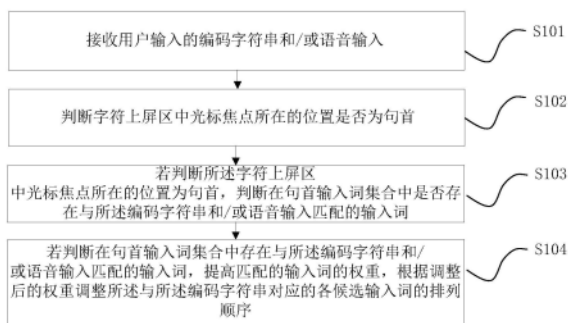 接收用户输入的编码字符串和/或语音输入
S101
判断字符上屏区中光标焦点所在的位置是否为句首
S102
若判断所述字符上屏区
中光标焦点所在的位置为句首，判断在句首输入词集合中是否存
在与所述编码字符串和/或语音输入匹配的输入词
S103
若判断在句首输入词集合中存在与所述编码字符串和/
或语音输入匹配的输入词，提高匹配的输入词的权重，根据调整
后的权重调整所述与所述编码字符串对应的各候选输入词的排列
顺序
S104